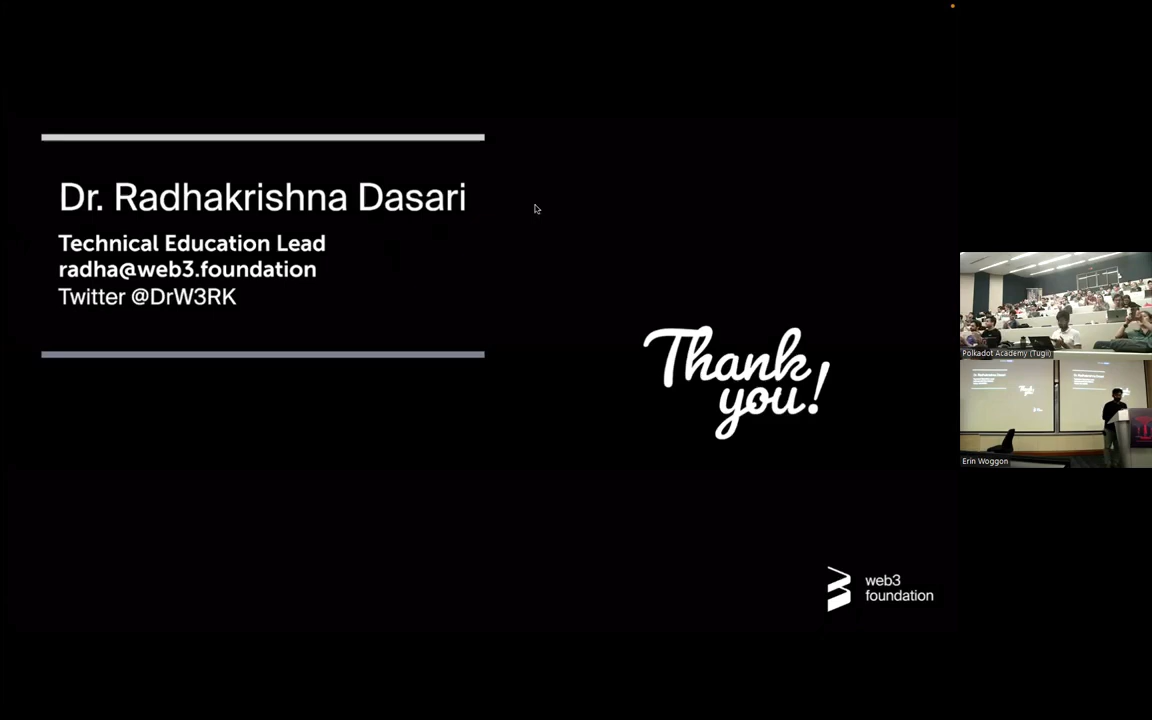 Dr. Radhakrishna Dasari
Technical Education Lead
radha@web3.foundation
Twitter @DrW3RK
Thank
you!
web3
foundation
Polkadot Academy (Tugii)
Erin Woggon